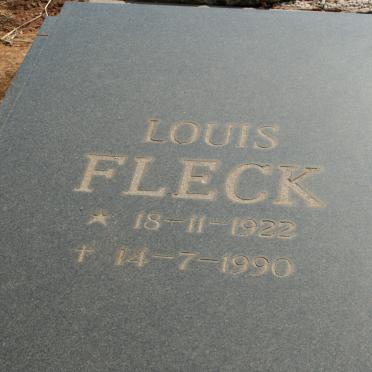 LOUIS
FLECK
* 18-11-1922
+ 14-7-1990